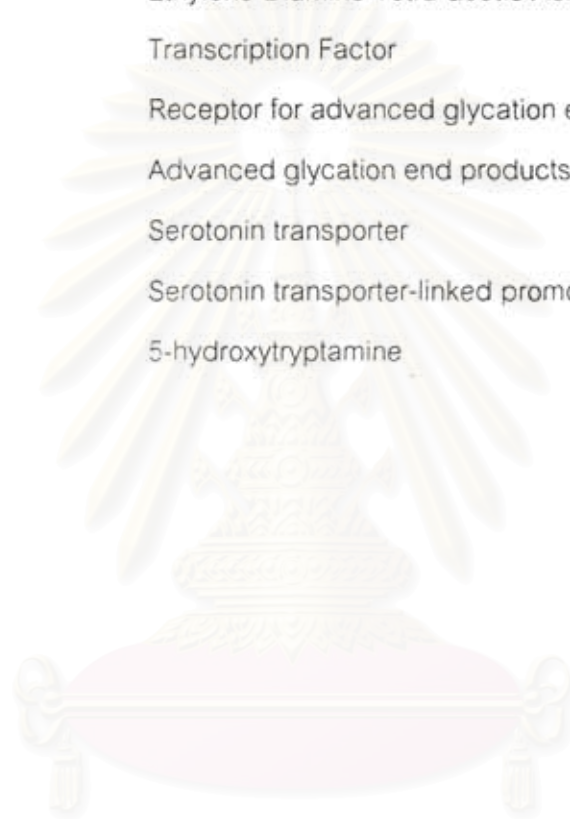 Transcription Factor
Receptor for advanced glycation
Advanced glycation end products
Serotonin transporter
Serotonin transporter-linked
5-hydroxytryptamine